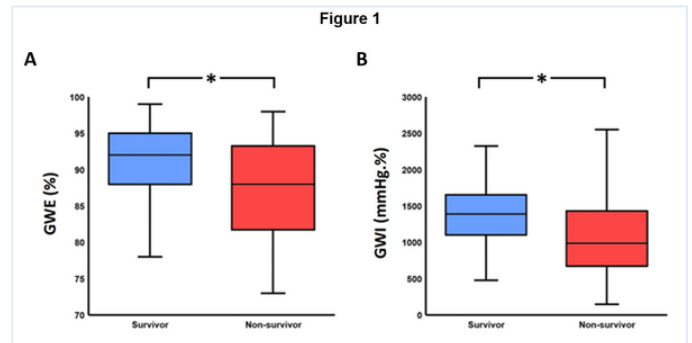 Figure 1
A
*
GWE (%)
100
95
90
85
80
75
70
Survivor
Non-survivor
B
*
GWI (mmHg.%)
3000
2500
2000
1500
1000
500
0
Survivor
Non-survivor